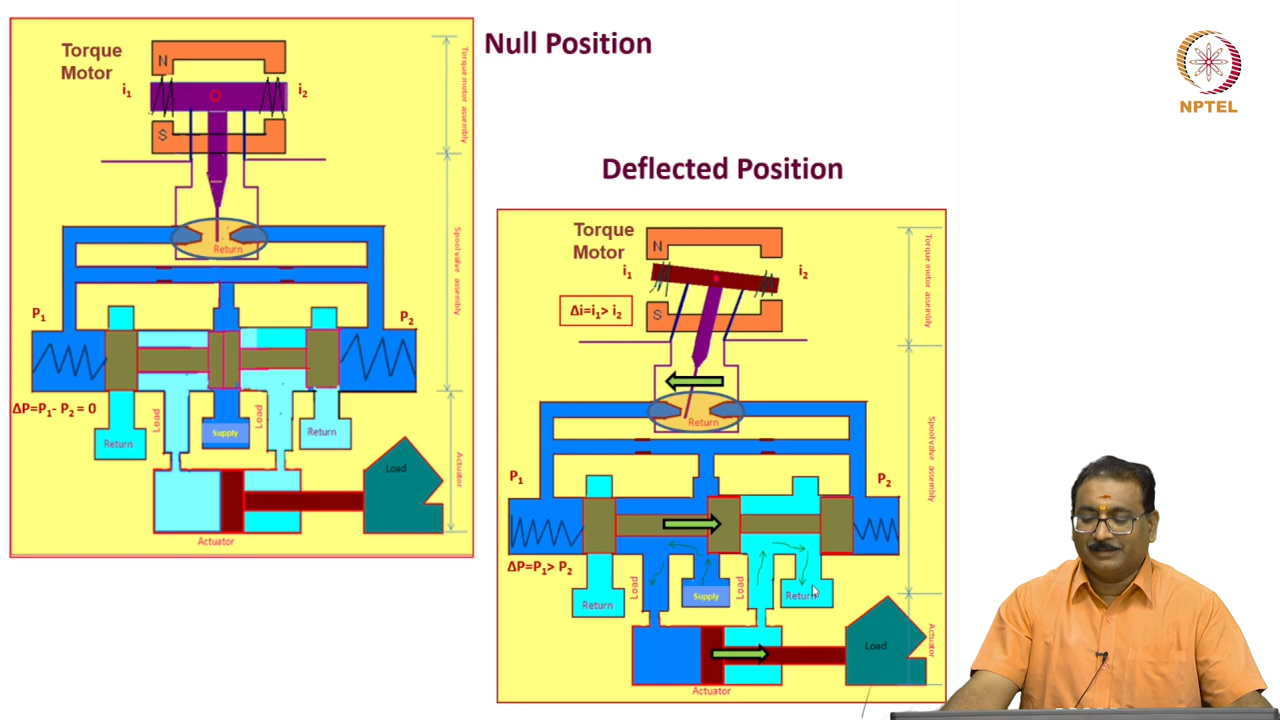 Null Position
Torque
Motor
N
i1
i2
S
Torque motor assembly
Return
Spool valve assembly
P1
P2
ΔP=P1- P2 = 0
Load
Load
Return
Supply
Return
Actuator
Load
Actuator
Deflected Position
Torque
Motor
N
i1
i2
Δi=i1> i2
S
Torque motor assembly
Return
Spool valve assembly
P1
P2
ΔP=P1> P2
Load
Load
Return
Supply
Return
Actuator
Load
Actuator
NPTEL